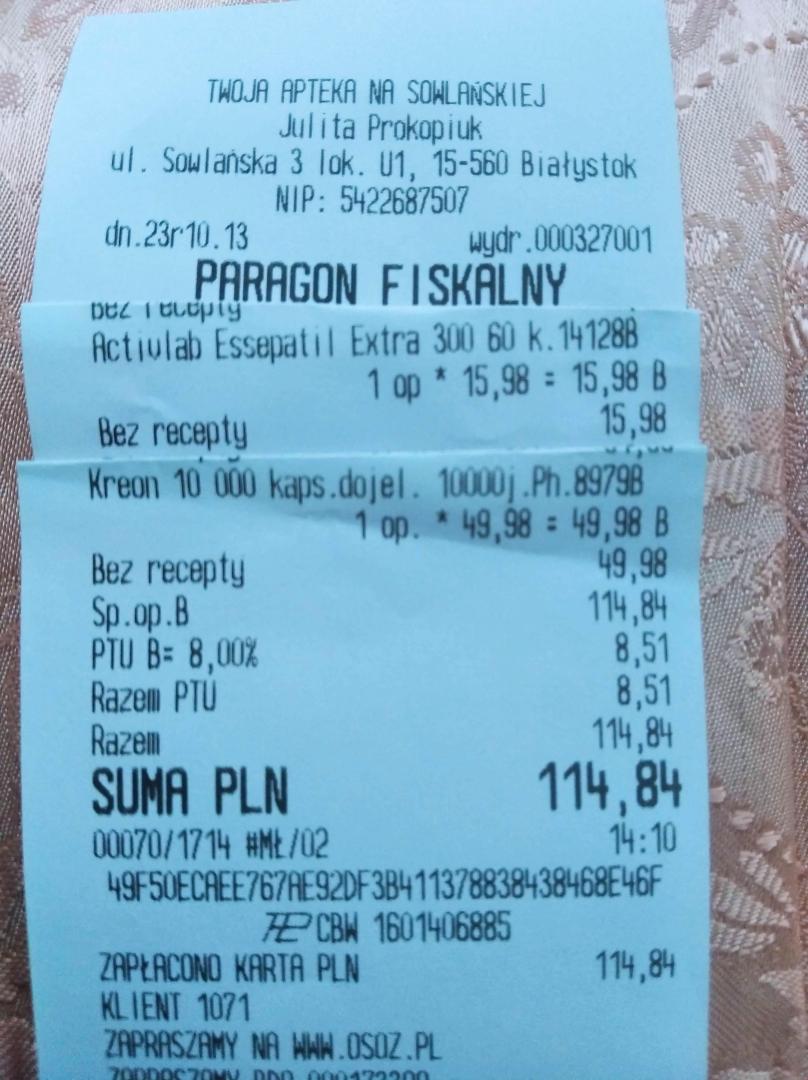 TWOJA APTEKA NA SOWLAŃSKIEJ
Julita Prokopiuk
ul. Sowlańska 3 lok. U1, 15-560 Białystok
NIP: 5422687507
dn.23r10.13 wydr.000327001
PARAGON FISKALNY
Bez recepty
Activlab Essepatil Extra 300 60 k.14128B
1 op * 15,98 = 15,98 B
Bez recepty 15,98
Kreon 10 000 kaps.dojel. 10000j.Ph.8979B
1 op. * 49,98 = 49,98 B
Bez recepty 49,98
Sp.op.B 114,84
PTU B= 8,00% 8,51
Razem PTU 8,51
Razem 114,84
SUMA PLN 114,84
00070/1714 #MŁ/02 14:10
49F50ECAEE767AE92DF3B411378838438468E46F
CBW 1601406885
ZAPŁACONO KARTA PLN 114,84
KLIENT 1071
ZAPRASZAMY NA WWW.OSOZ.PL
ZAPRASZAMY